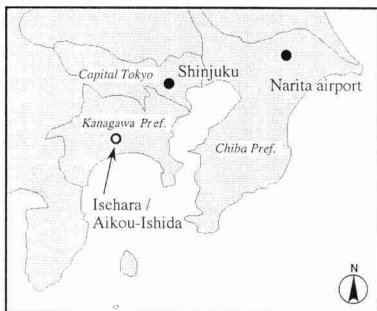 Capital Tokyo
Shinjuku
Narita airport
Kanagawa Pref.
Chiba Pref.
Isehara /
Aikou-Ishida
N